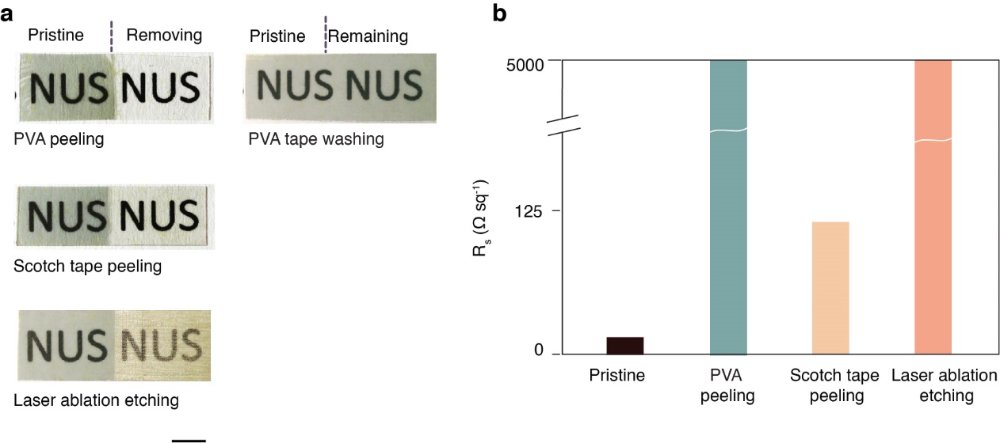 a
Pristine Removing
NUS NUS
PVA peeling
Pristine Remaining
NUS NUS
PVA tape washing
NUS NUS
Scotch tape peeling
NUS NUS
Laser ablation etching
b
5000
125
0
Rs (Ω sq-1)
Pristine
PVA
peeling
Scotch tape
peeling
Laser ablation
etching